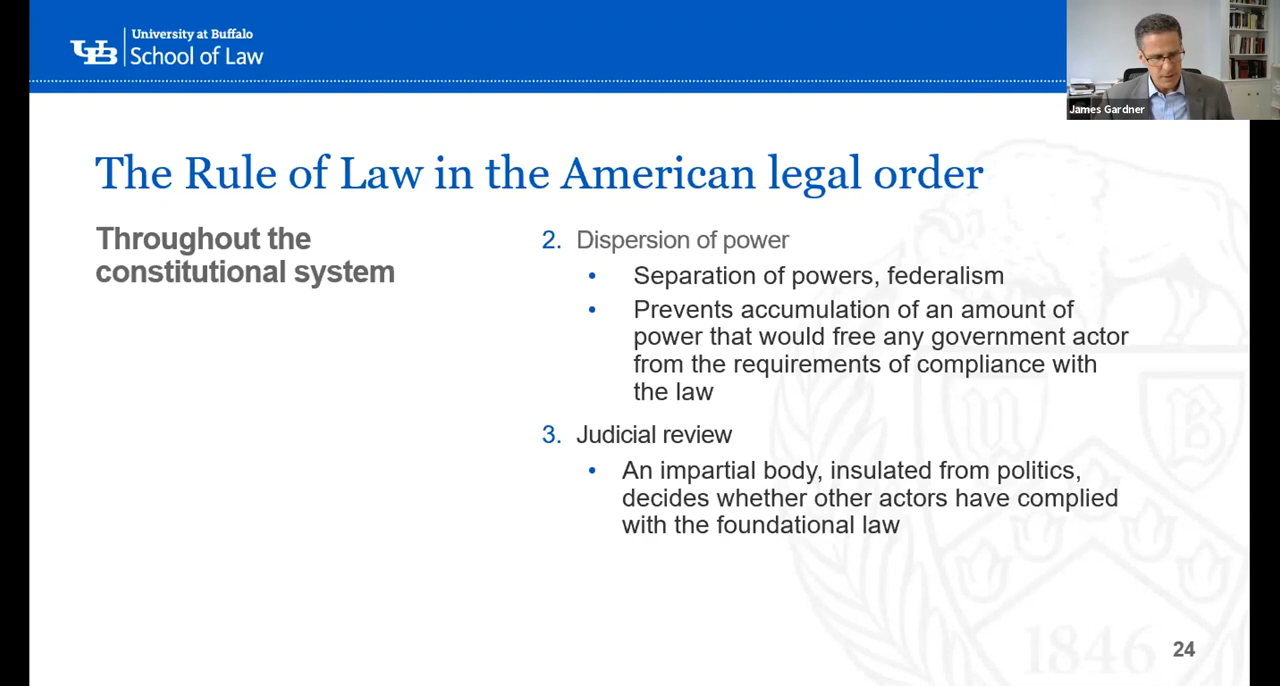 University at Buffalo
UB School of Law
James Gardner
The Rule of Law in the American legal order
Throughout the
constitutional system
2. Dispersion of power
• Separation of powers, federalism
• Prevents accumulation of an amount of
power that would free any government actor
from the requirements of compliance with
the law
3. Judicial review
• An impartial body, insulated from politics,
decides whether other actors have complied
with the foundational law
U B
1846
24